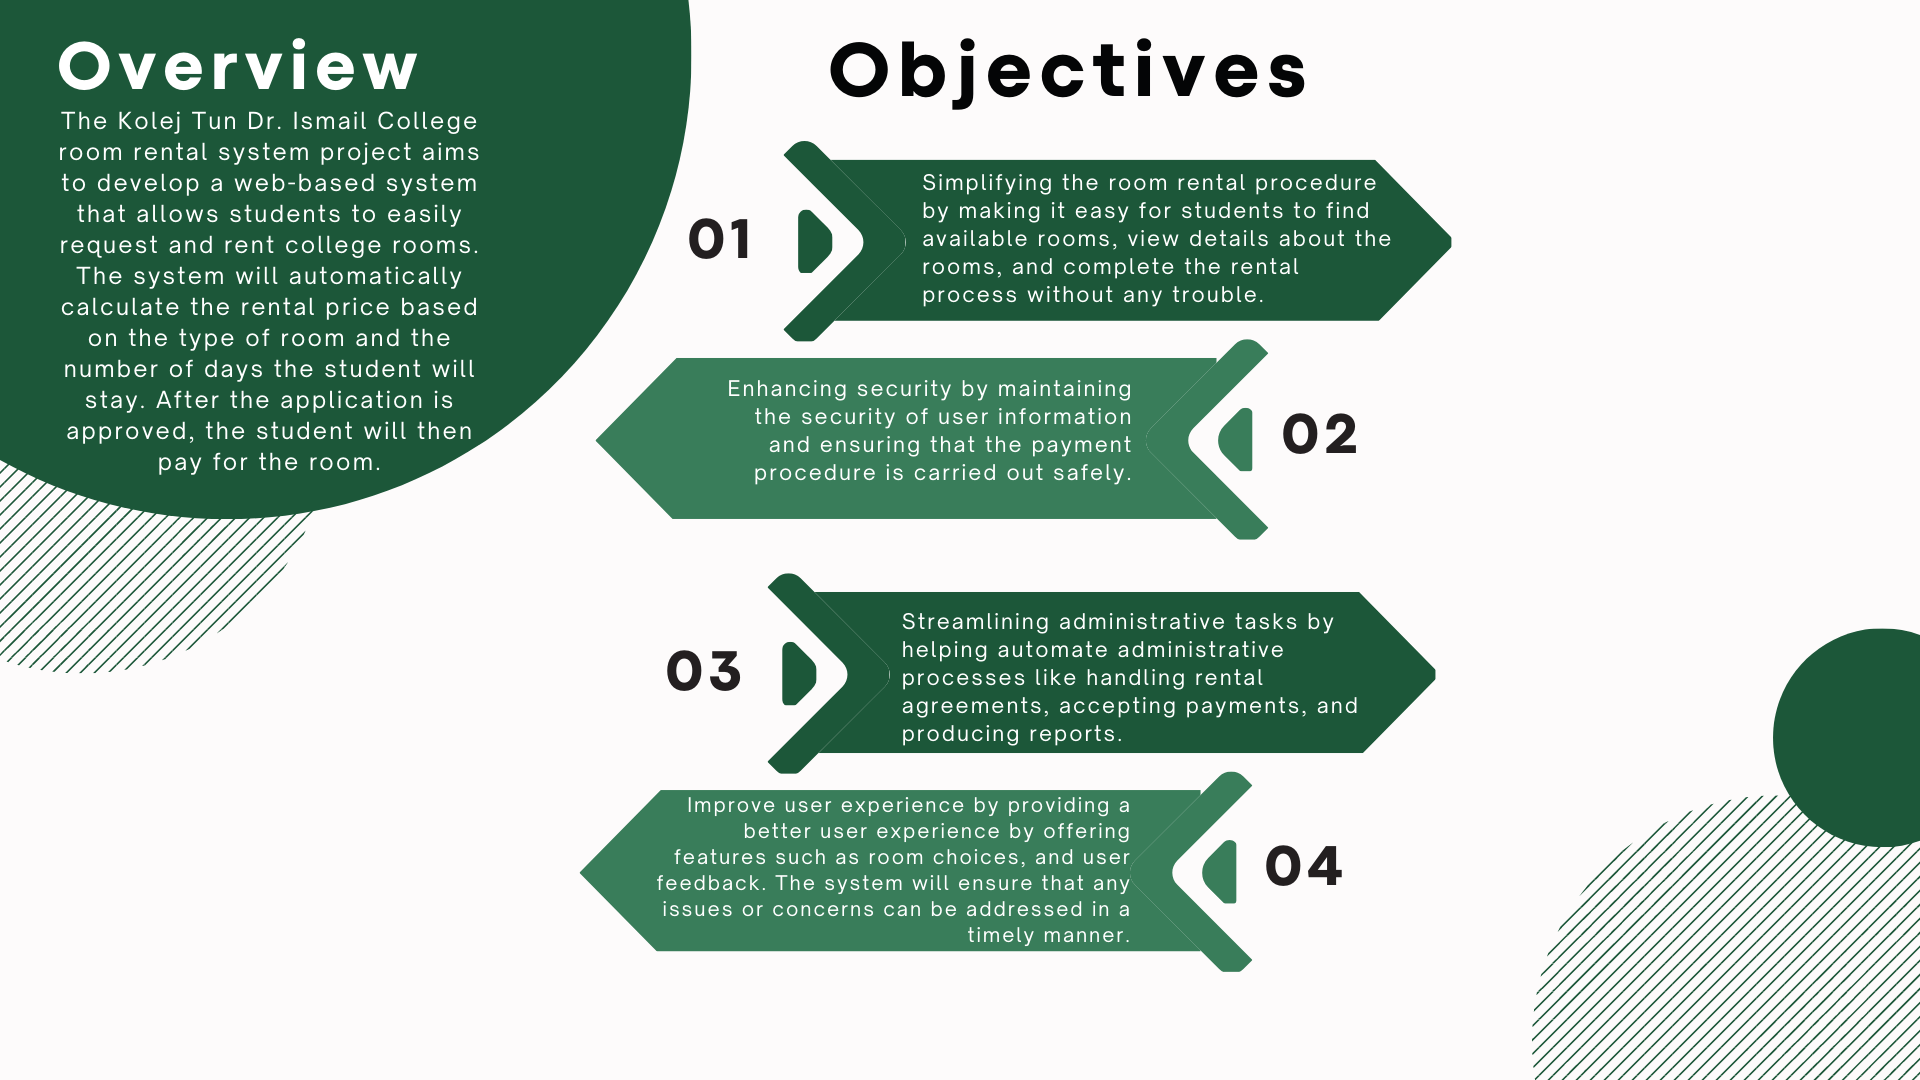 Overview
The Kolej Tun Dr. Ismail College
room rental system project aims
to develop a web-based system
that allows students to easily
request and rent college rooms.
The system will automatically
calculate the rental price based
on the type of room and the
number of days the student will
stay. After the application is
approved, the student will then
pay for the room.
Objectives
01
Simplifying the room rental procedure
by making it easy for students to find
available rooms, view details about the
rooms, and complete the rental
process without any trouble.
Enhancing security by maintaining
the security of user information
and ensuring that the payment
procedure is carried out safely.
02
03
Streamlining administrative tasks by
helping automate administrative
processes like handling rental
agreements, accepting payments, and
producing reports.
Improve user experience by providing a
better user experience by offering
features such as room choices, and user
feedback. The system will ensure that any
issues or concerns can be addressed in a
timely manner.
04